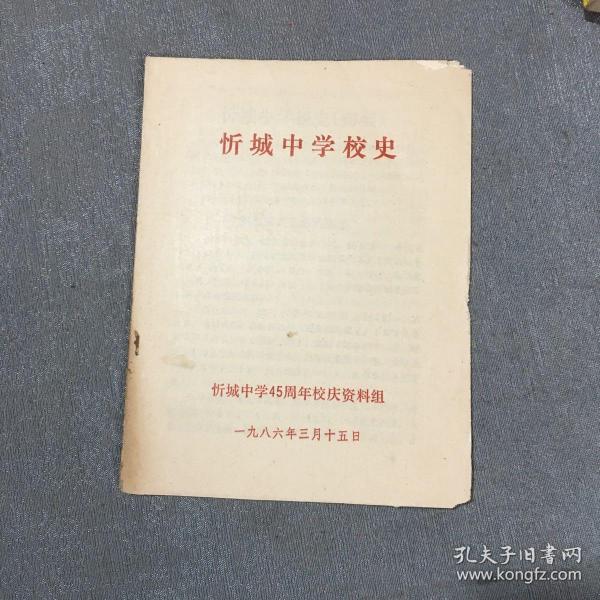 忻城中学校史
忻城中学45周年校庆资料组
一九八六年三月十五日
孔夫子旧书网
www.kongfz.com